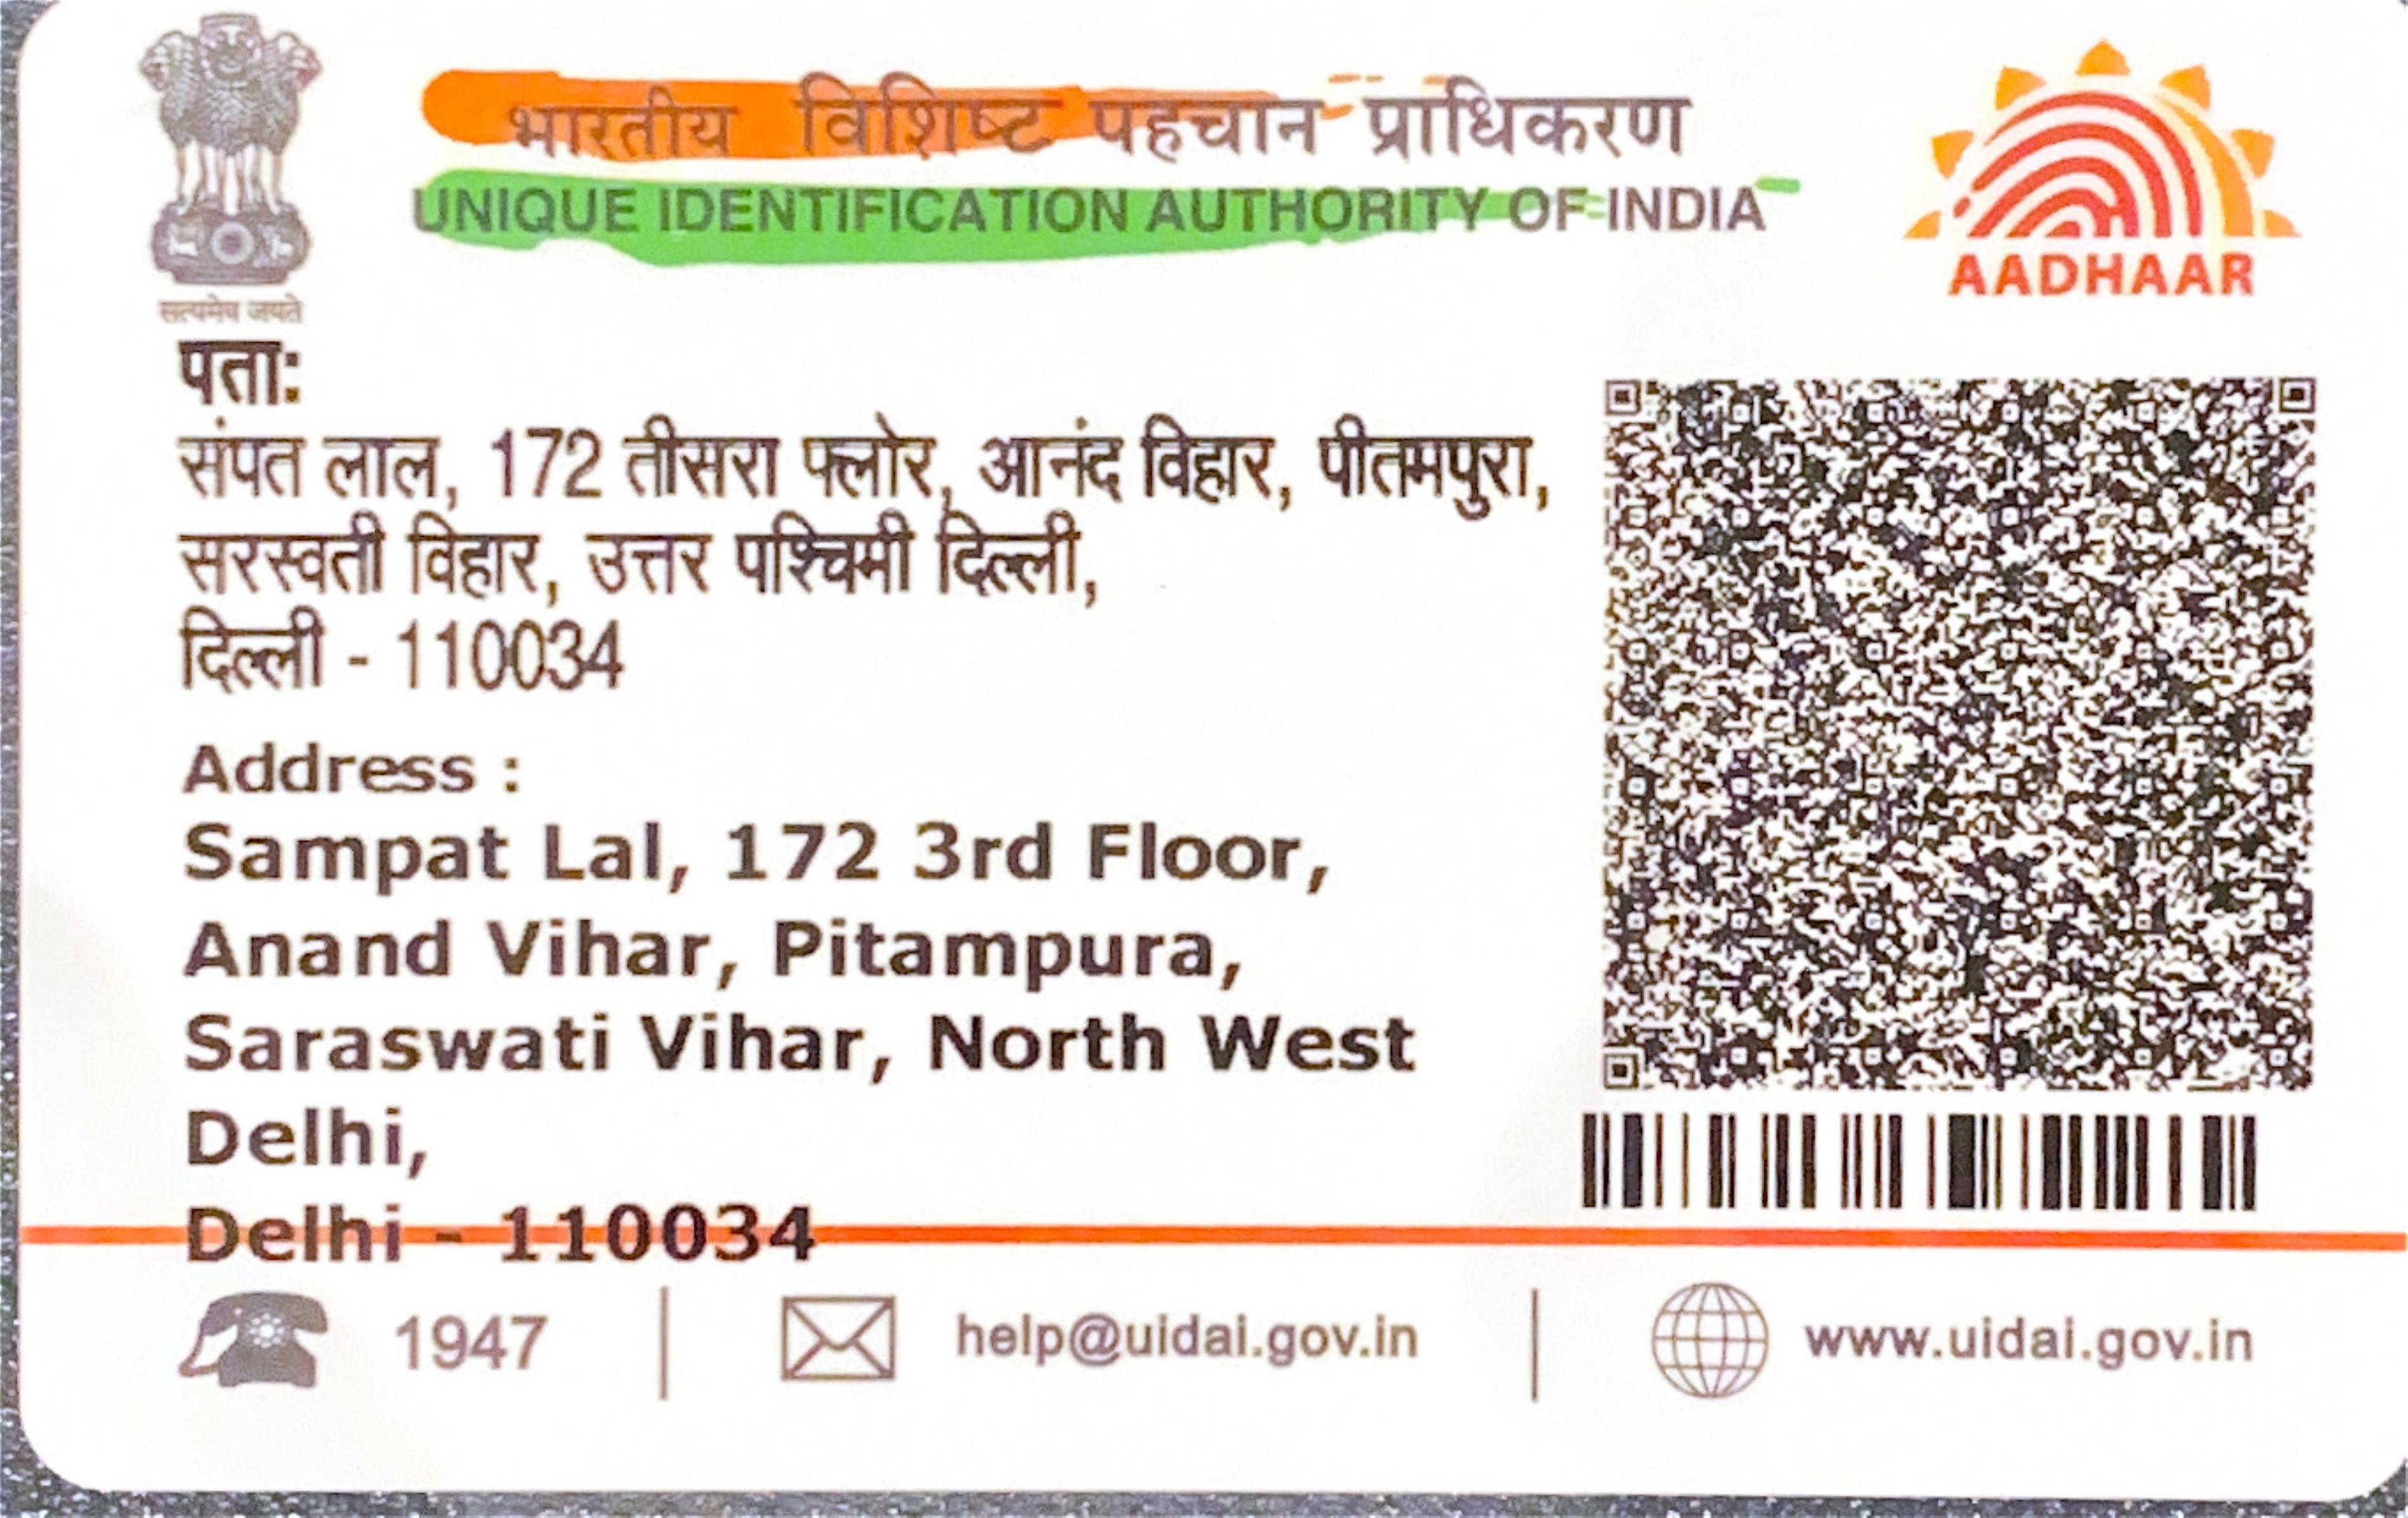 भारतीय विशिष्ट पहचान प्राधिकरण
UNIQUE IDENTIFICATION AUTHORITY OF INDIA
AADHAAR
सत्यमेव जयते
पता:
संपत लाल, 172 तीसरा फ्लोर, आनंद विहार, पीतमपुरा,
सरस्वती विहार, उत्तर पश्चिमी दिल्ली,
दिल्ली - 110034
Address :
Sampat Lal, 172 3rd Floor,
Anand Vihar, Pitampura,
Saraswati Vihar, North West
Delhi,
Delhi - 110034
1947
help@uidai.gov.in
www.uidai.gov.in